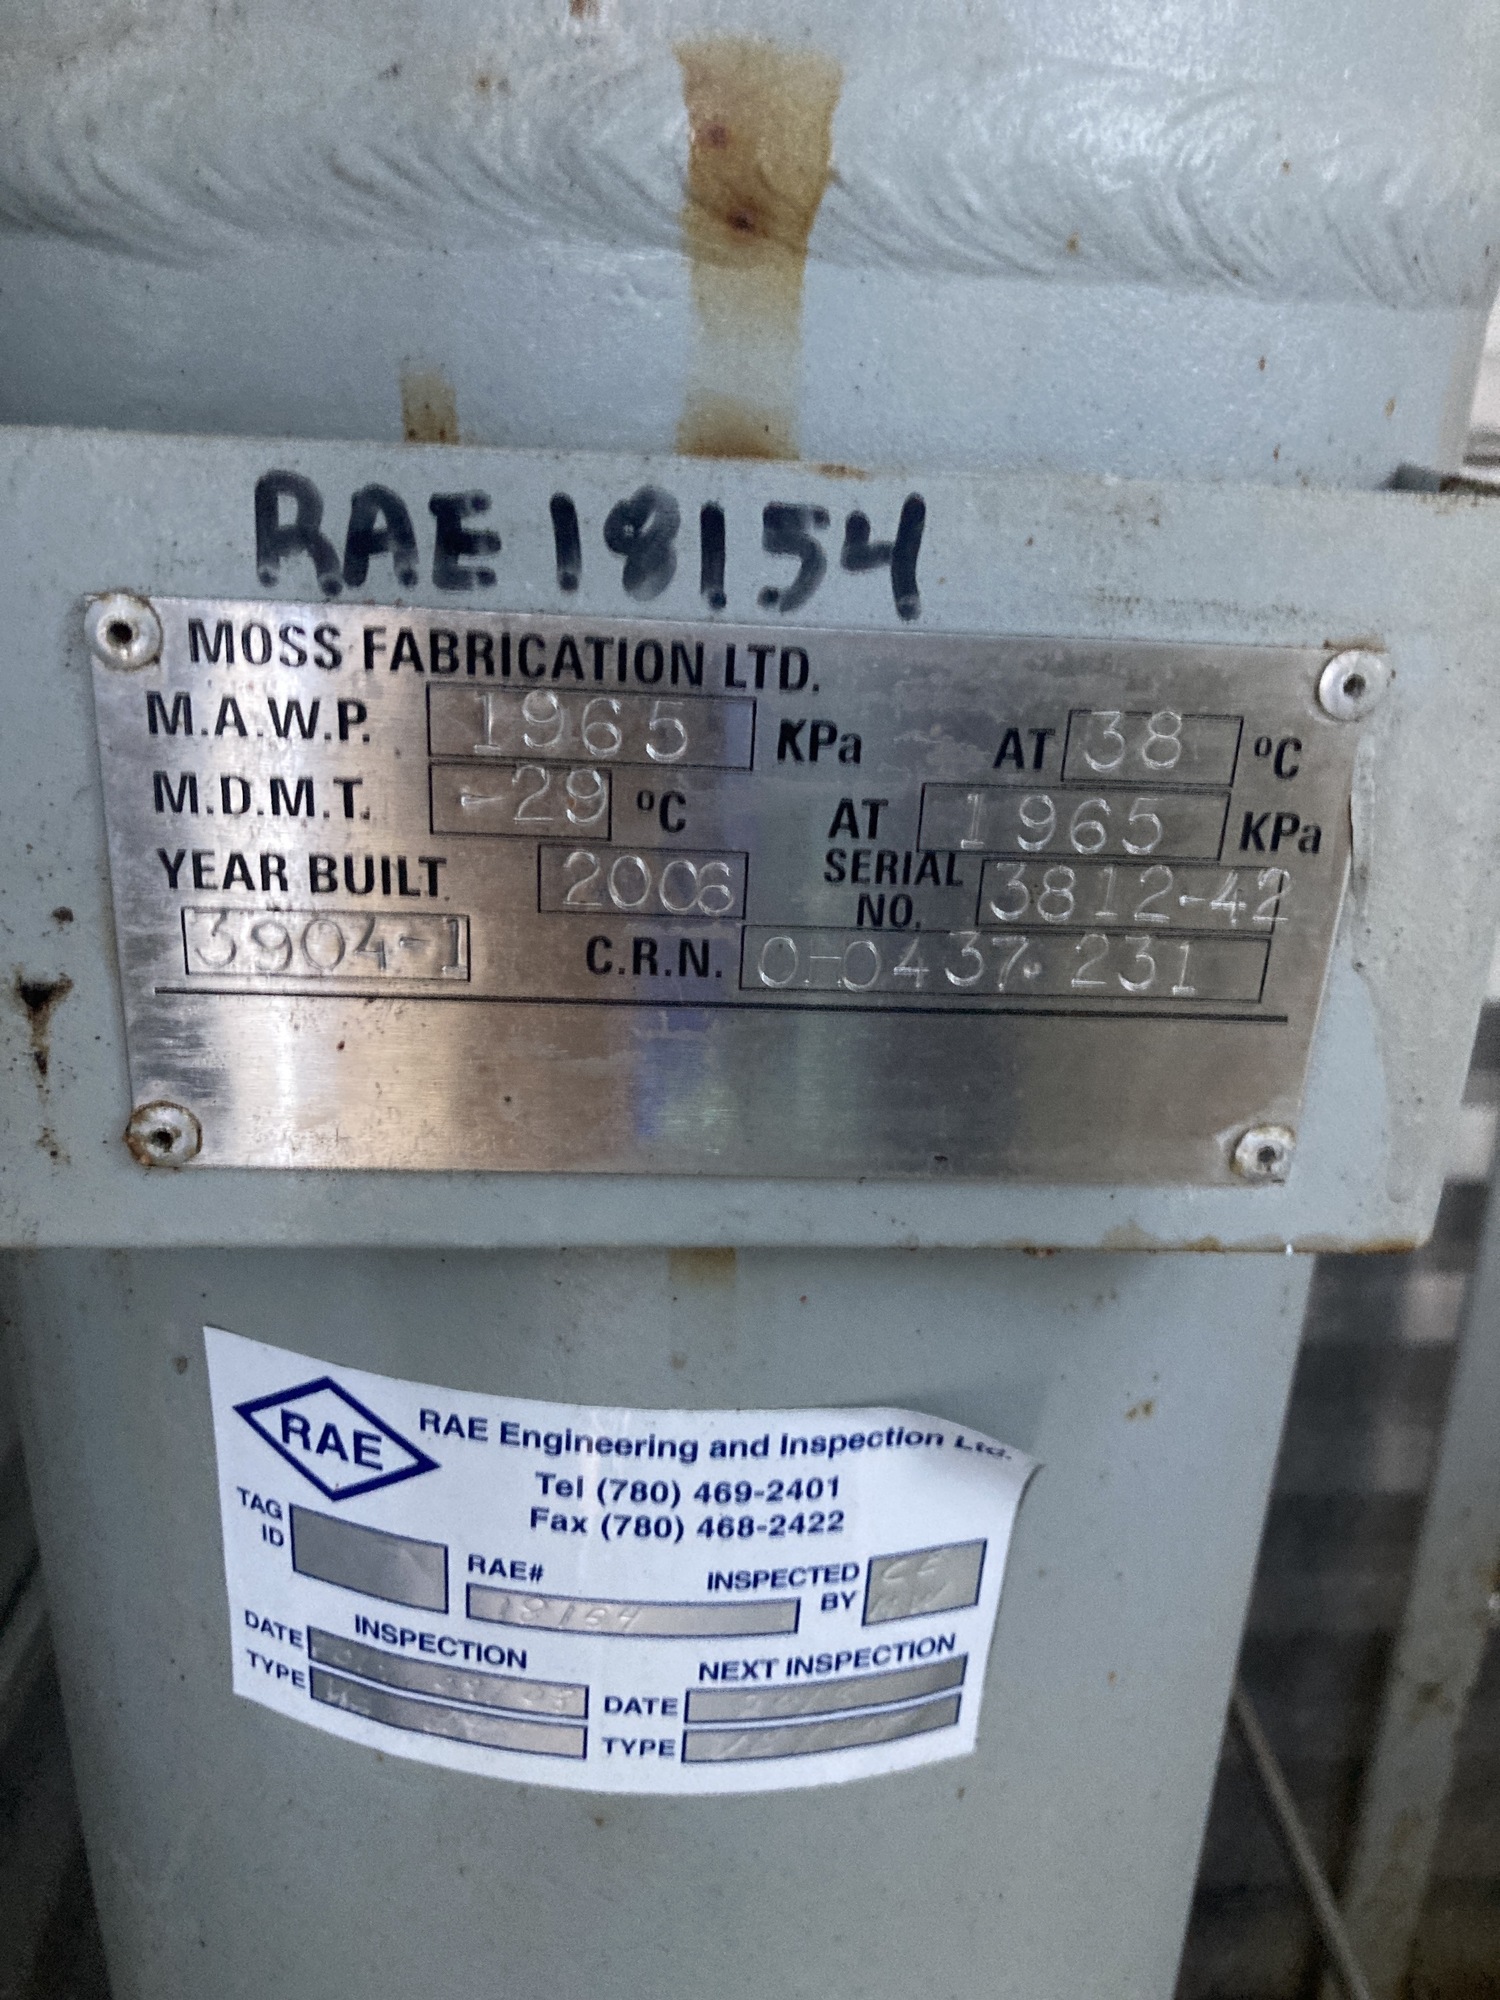 RAE 18154
MOSS FABRICATION LTD.
M.A.W.P. 1965 KPa AT 38 °C
M.D.M.T. -29 °C AT 1965 KPa
YEAR BUILT 2006 SERIAL NO. 3812-42
3904-1 C.R.N. 0H0437.231
RAE
RAE Engineering and Inspection Ltd.
Tel (780) 469-2401
Fax (780) 468-2422
TAG ID
RAE# 18154
INSPECTED BY
INSPECTION
DATE
TYPE
NEXT INSPECTION
DATE
TYPE